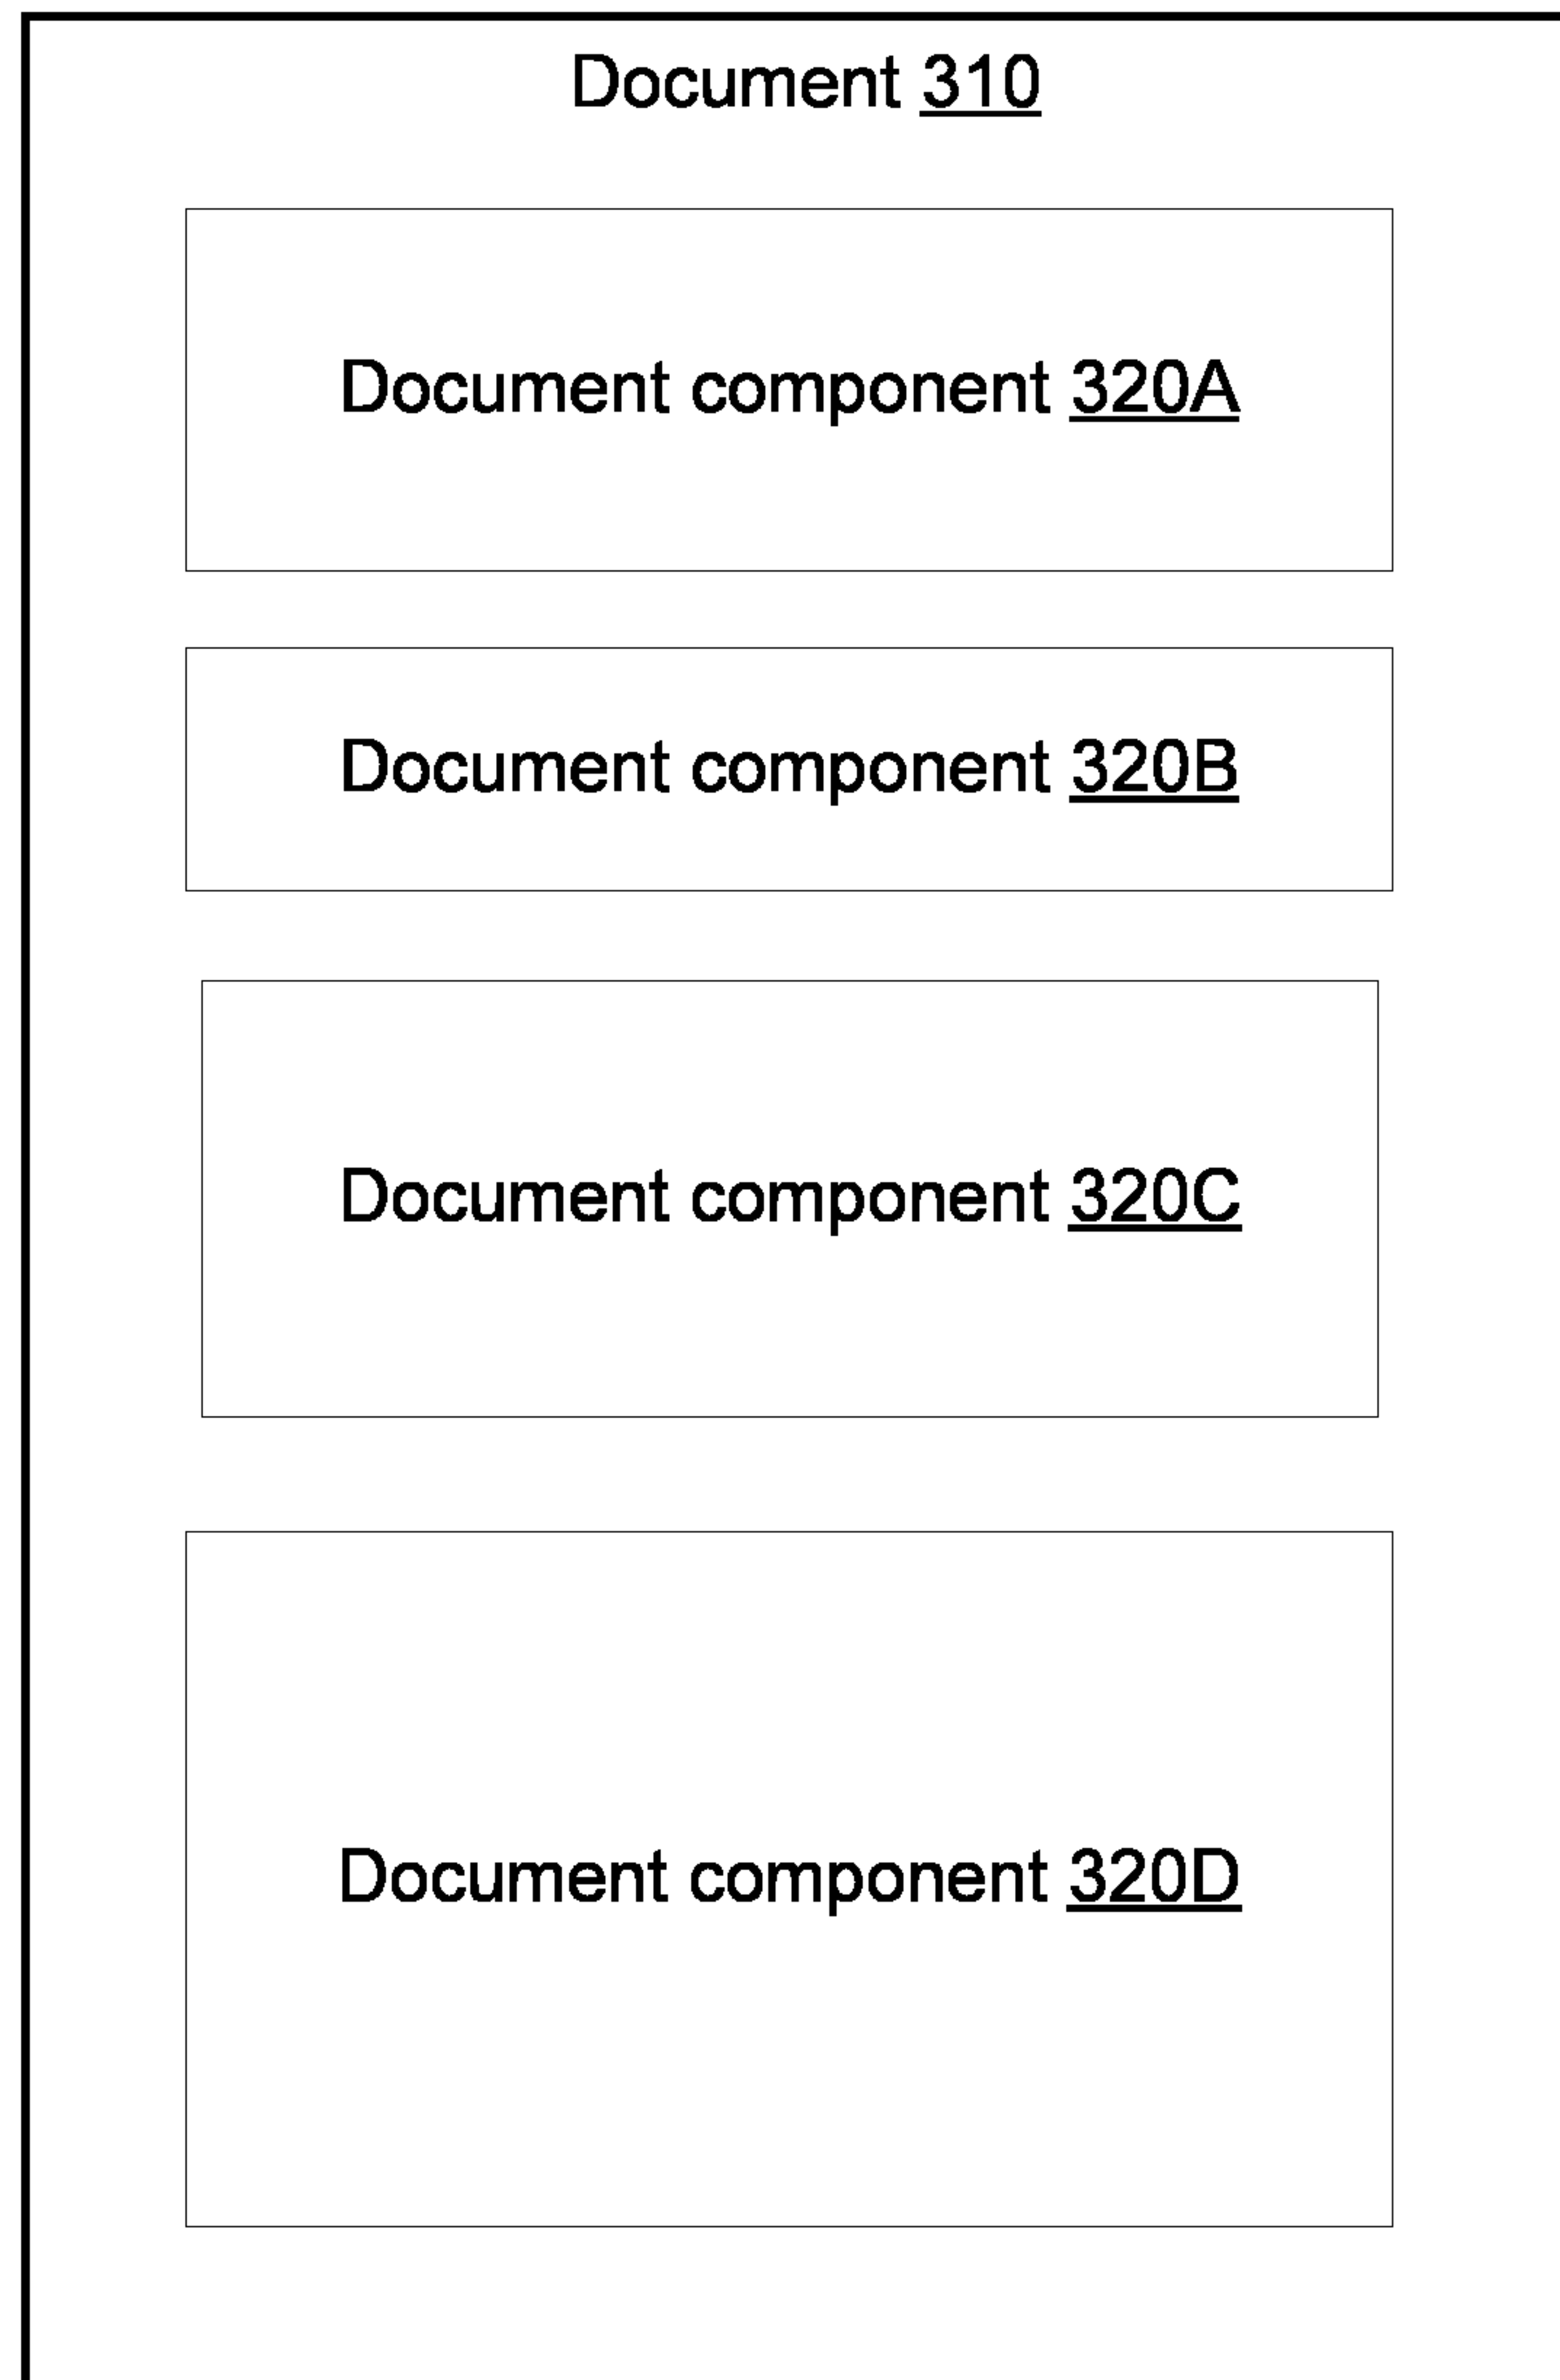 Document 310
Document component 320A
Document component 320B
Document component 320C
Document component 320D